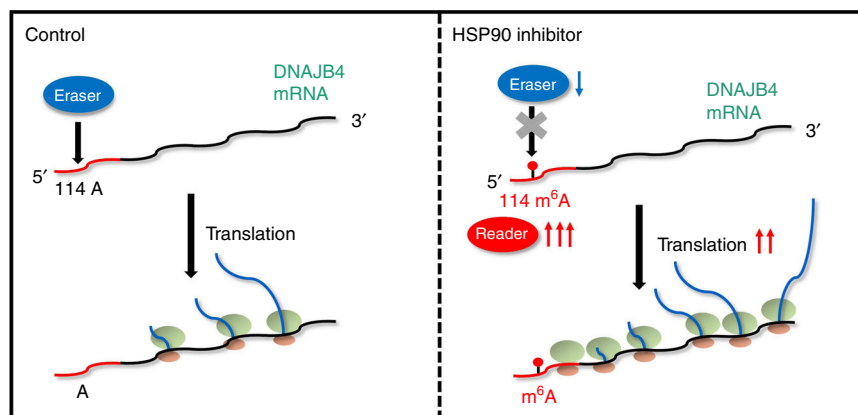 Control
Eraser
DNAJB4
mRNA
3′
5′
114 A
Translation
A
HSP90 inhibitor
Eraser
DNAJB4
mRNA
3′
5′
114 m⁶A
Reader
Translation
m⁶A